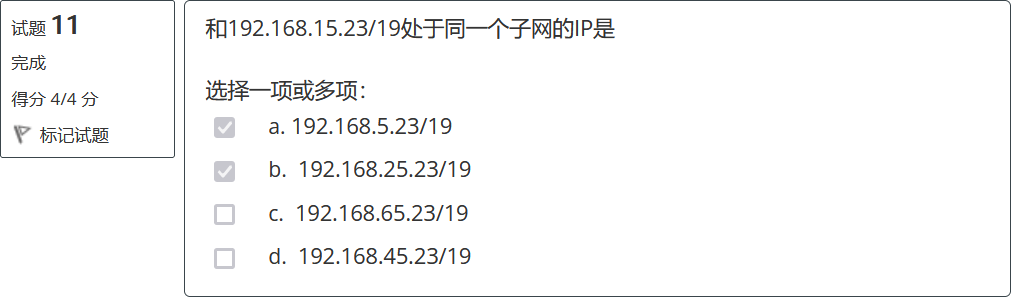 试题 11
完成
得分 4/4 分
标记试题
和192.168.15.23/19处于同一个子网的IP是
选择一项或多项：
a. 192.168.5.23/19
b. 192.168.25.23/19
c. 192.168.65.23/19
d. 192.168.45.23/19